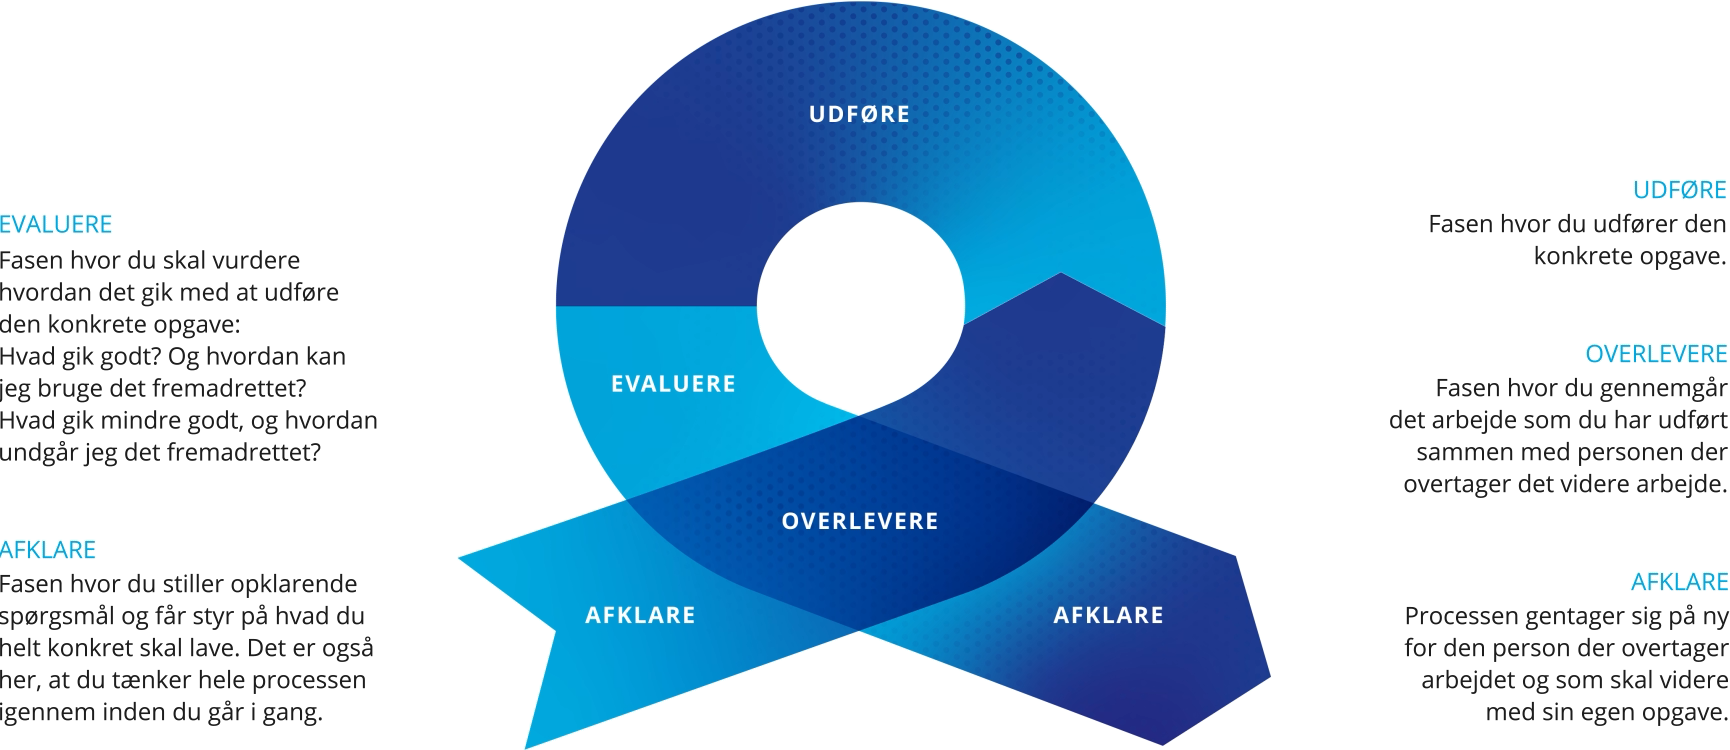 EVALUERE
Fasen hvor du skal vurdere
hvordan det gik med at udføre
den konkrete opgave:
Hvad gik godt? Og hvordan kan
jeg bruge det fremadrettet?
Hvad gik mindre godt, og hvordan
undgår jeg det fremadrettet?
AFKLARE
Fasen hvor du stiller opklarende
spørgsmål og får styr på hvad du
helt konkret skal lave. Det er også
her, at du tænker hele processen
igennem inden du går i gang.
UDFØRE
EVALUERE
OVERLEVERE
AFKLARE
AFKLARE
UDFØRE
Fasen hvor du udfører den
konkrete opgave.
OVERLEVERE
Fasen hvor du gennemgår
det arbejde som du har udført
sammen med personen der
overtager det videre arbejde.
AFKLARE
Processen gentager sig på ny
for den person der overtager
arbejdet og som skal videre
med sin egen opgave.